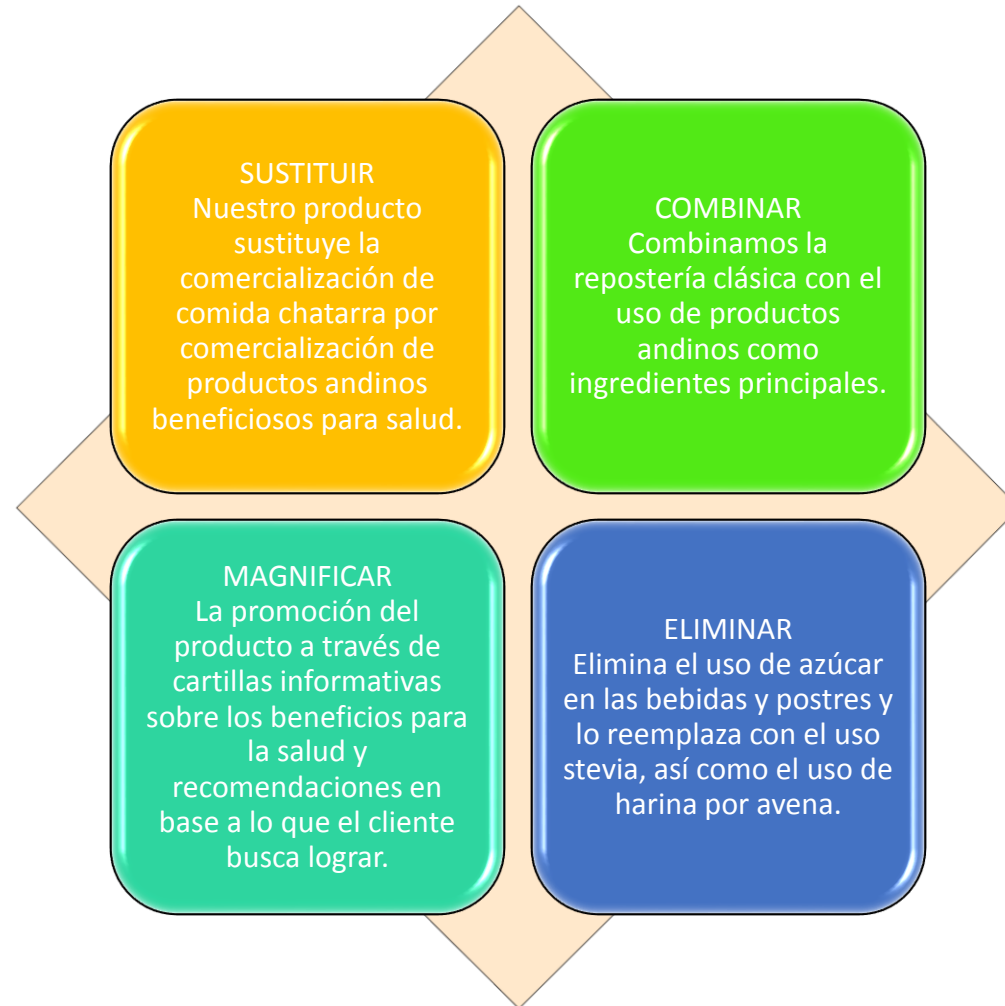 SUSTITUIR
Nuestro producto
sustituye la
comercialización de
comida chatarra por
comercialización de
productos andinos
beneficiosos para salud.
COMBINAR
Combinamos la
repostería clásica con el
uso de productos
andinos como
ingredientes principales.
MAGNIFICAR
La promoción del
producto a través de
cartillas informativas
sobre los beneficios para
la salud y
recomendaciones en
base a lo que el cliente
busca lograr.
ELIMINAR
Elimina el uso de azúcar
en las bebidas y postres y
lo reemplaza con el uso
stevia, así como el uso de
harina por avena.